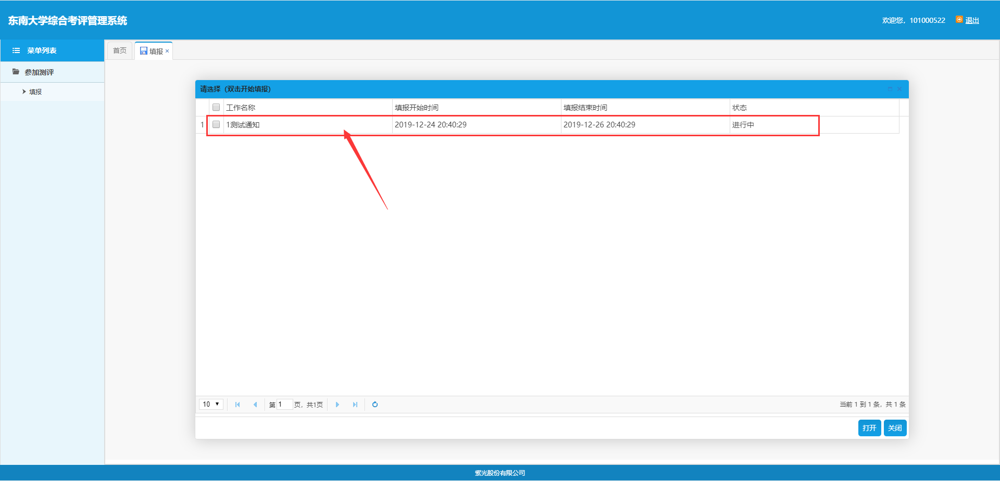 东南大学综合考评管理系统
欢迎您，101000522 退出
菜单列表
首页 填报 ×
参加测评
填报
请选择（双击开始填报）
工作名称 填报开始时间 填报结束时间 状态
1 1测试通知 2019-12-24 20:40:29 2019-12-26 20:40:29 进行中
10 第 1 页，共1页 当前 1 到 1 条，共 1 条
打开 关闭
紫光股份有限公司